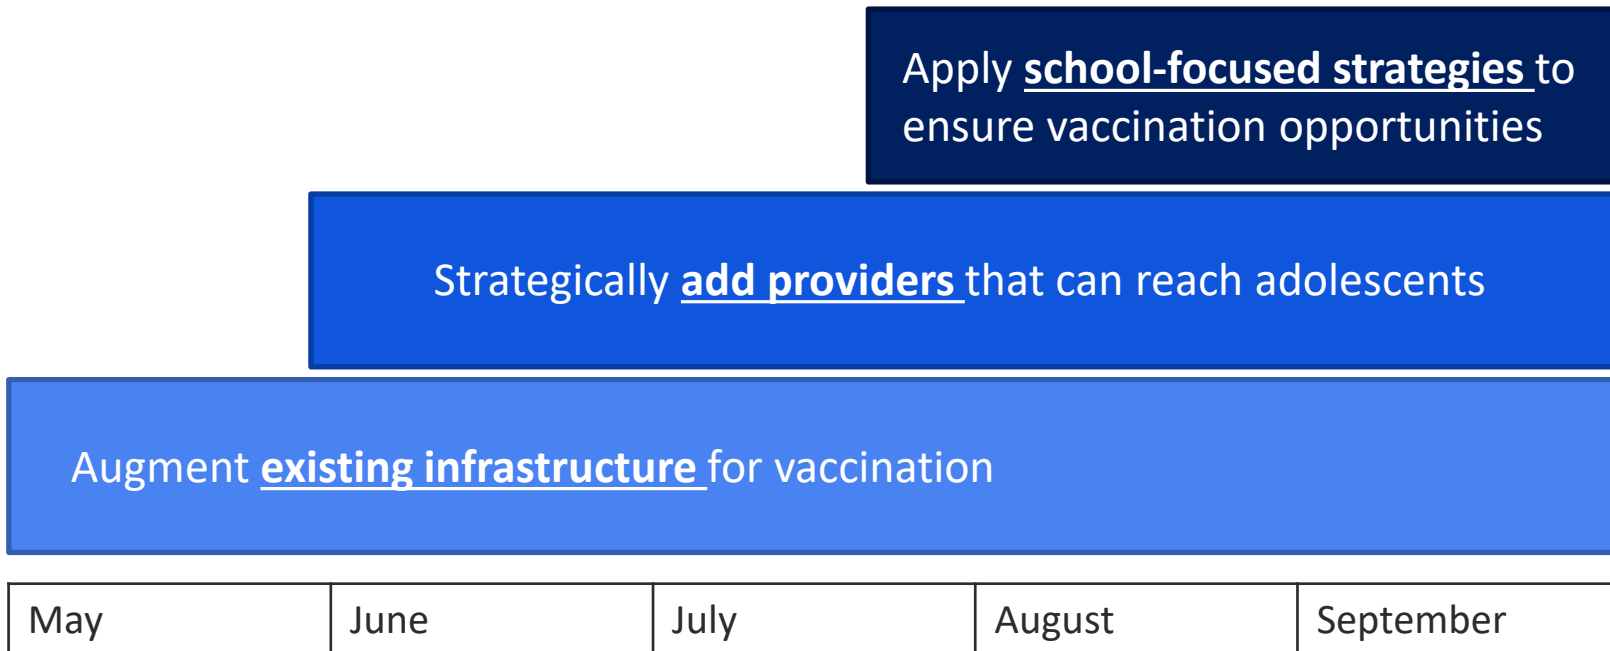 Apply school-focused strategies to
ensure vaccination opportunities
Strategically add providers that can reach adolescents
Augment existing infrastructure for vaccination
May
June
July
August
September